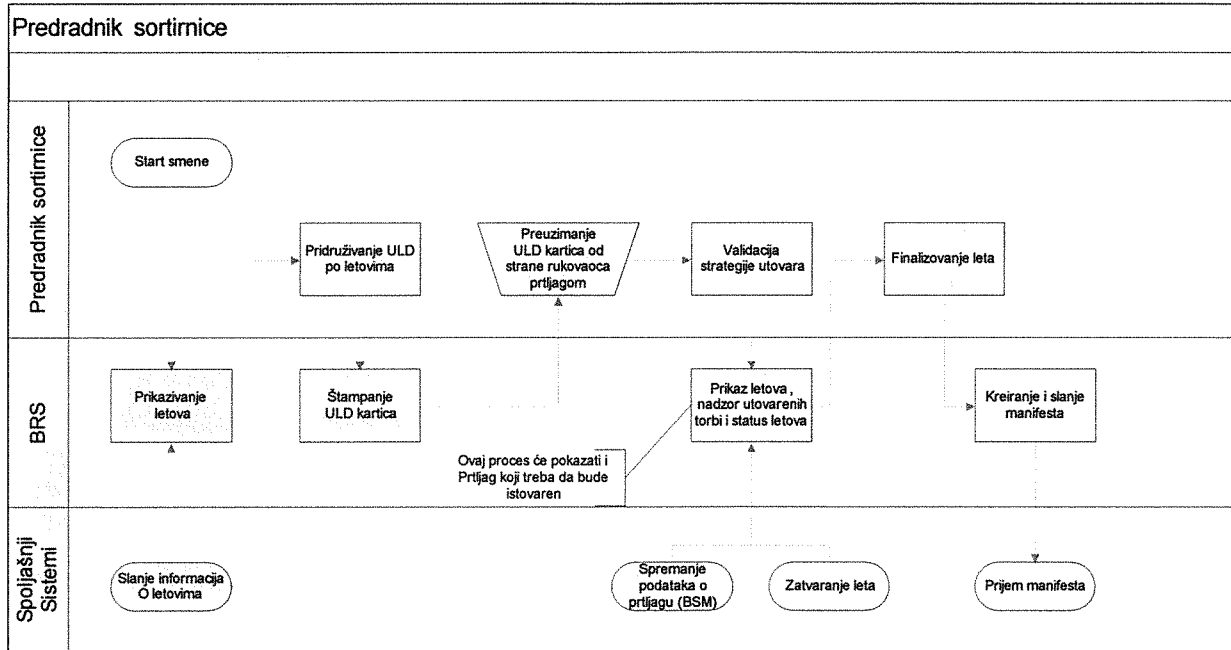 Predradnik sortirnice
Predradnik sortirnice
Start smene
Pridruživanje ULD
po letovima
Preuzimanje
ULD kartica od
strane rukovaoca
prtljagom
Validacija
strategije utovara
Finalizovanje leta
BRS
Prikazivanje
letova
Štampanje
ULD kartica
Prikaz letova ,
nadzor utovarenih
torbi i status letova
Kreiranje i slanje
manifesta
Ovaj proces će pokazati i
Prtljag koji treba da bude
istovaren
Spoljašnji
Sistemi
Slanje informacija
O letovima
Spremanje
podataka o
prtljagu (BSM)
Zatvaranje leta
Prijem manifesta